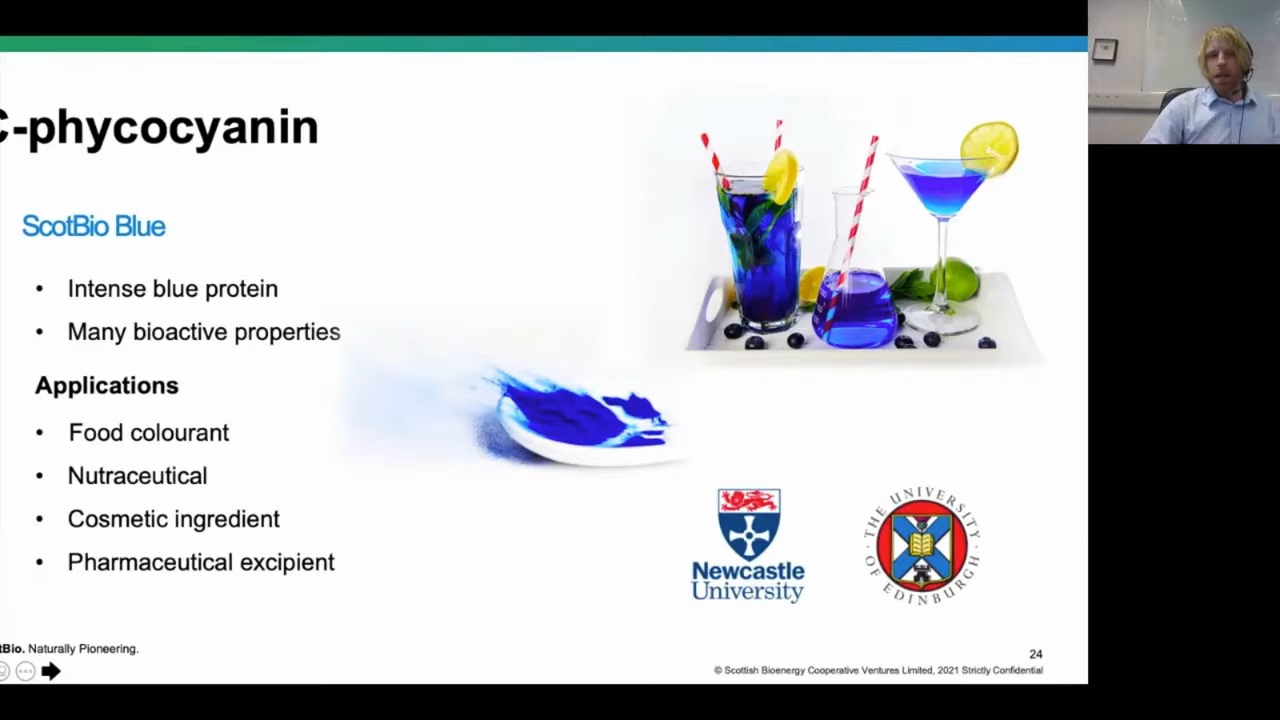 C-phycocyanin
ScotBio Blue
• Intense blue protein
• Many bioactive properties
Applications
• Food colourant
• Nutraceutical
• Cosmetic ingredient
• Pharmaceutical excipient
Newcastle
University
THE UNIVERSITY OF EDINBURGH
tBio. Naturally Pioneering.
24
© Scottish Bioenergy Cooperative Ventures Limited, 2021 Strictly Confidential